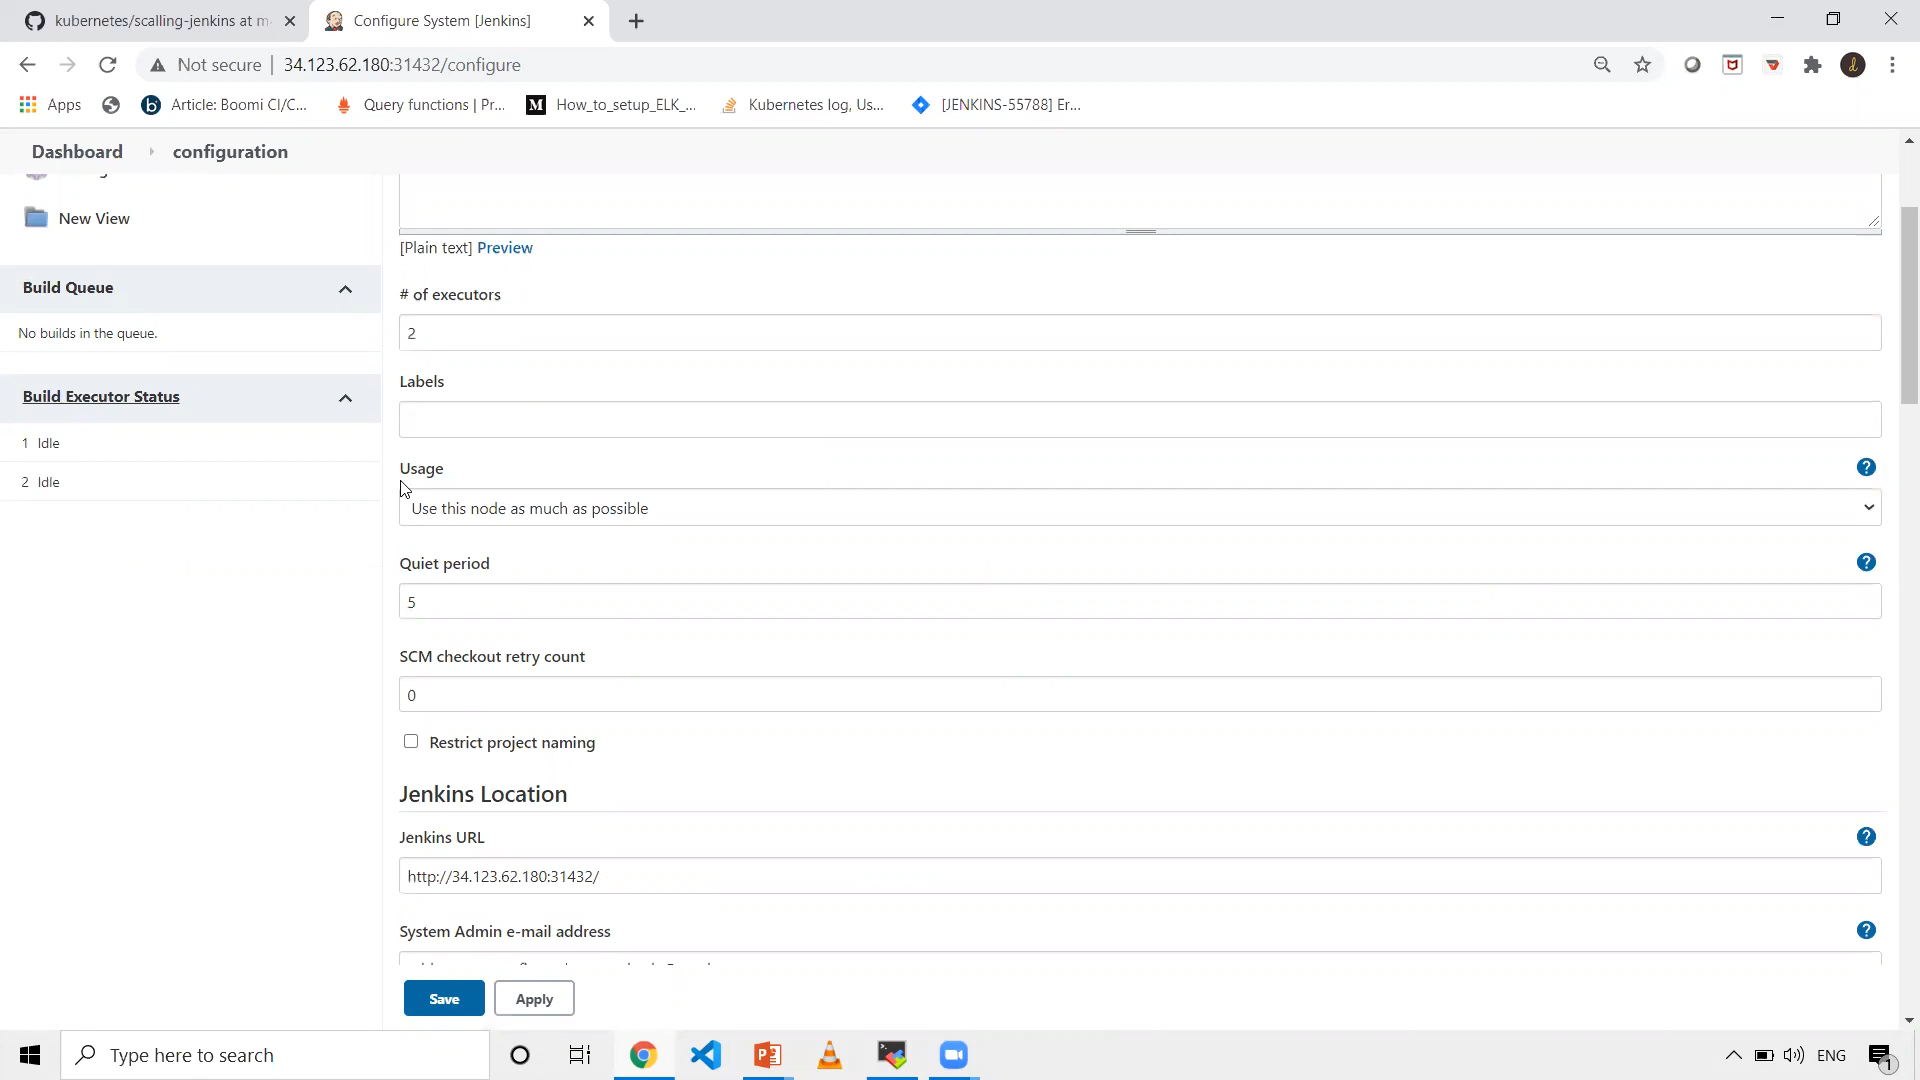 kubernetes/scalling-jenkins at m
Configure System [Jenkins]
Not secure
34.123.62.180:31432/configure
Apps
Article: Boomi CI/C...
Query functions | Pr...
How_to_setup_ELK_...
Kubernetes log, Us...
[JENKINS-55788] Er...
Dashboard
configuration
New View
[Plain text] Preview
Build Queue
# of executors
No builds in the queue.
2
Labels
Build Executor Status
1 Idle
Usage
2 Idle
Use this node as much as possible
Quiet period
5
SCM checkout retry count
0
Restrict project naming
Jenkins Location
Jenkins URL
http://34.123.62.180:31432/
System Admin e-mail address
Save
Apply
Type here to search
ENG
1